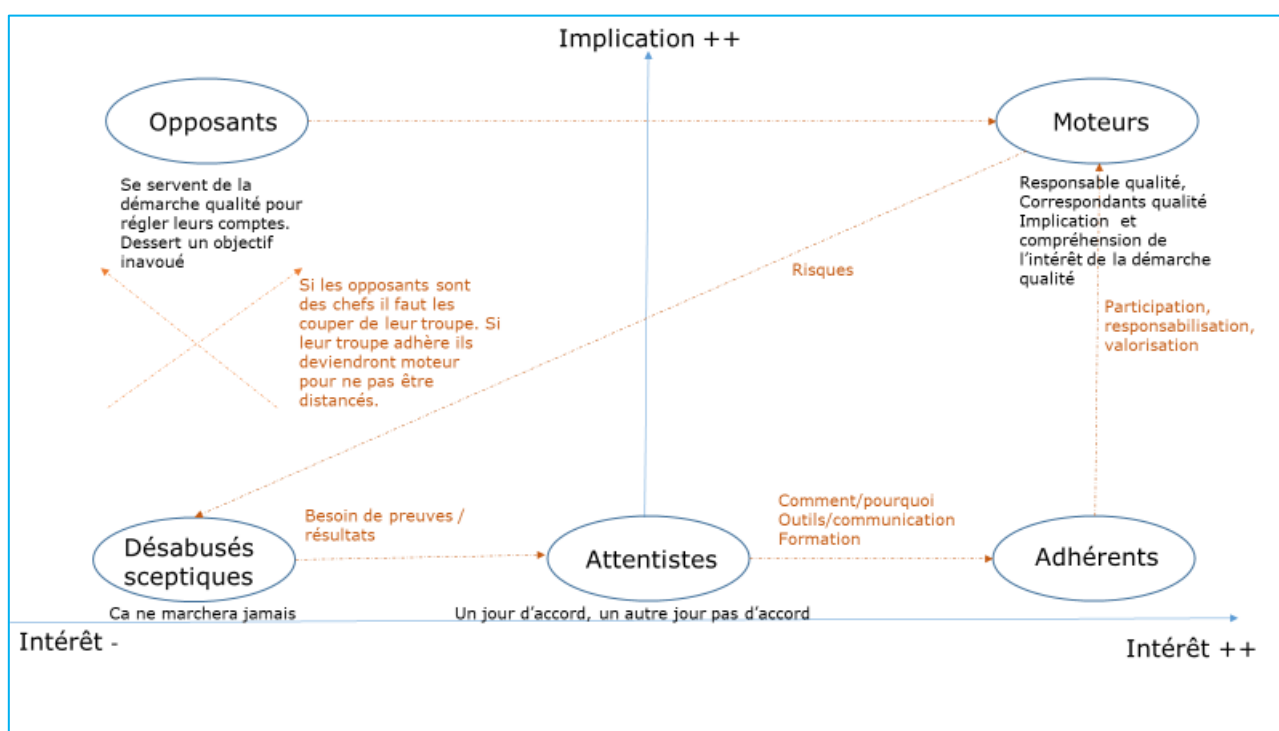 Implication ++
Opposants
Moteurs
Se servent de la
démarche qualité pour
régler leurs comptes.
Dessert un objectif
inavoué
Responsable qualité,
Correspondants qualité
Implication et
compréhension de
l'intérêt de la démarche
qualité
Risques
Si les opposants sont
des chefs il faut les
couper de leur troupe. Si
leur troupe adhère ils
deviendront moteur
pour ne pas être
distancés.
Participation,
responsabilisation,
valorisation
Besoin de preuves /
résultats
Comment/pourquoi
Outils/communication
Formation
Désabusés
sceptiques
Attentistes
Adhérents
Ca ne marchera jamais
Un jour d'accord, un autre jour pas d'accord
Intérêt -
Intérêt ++